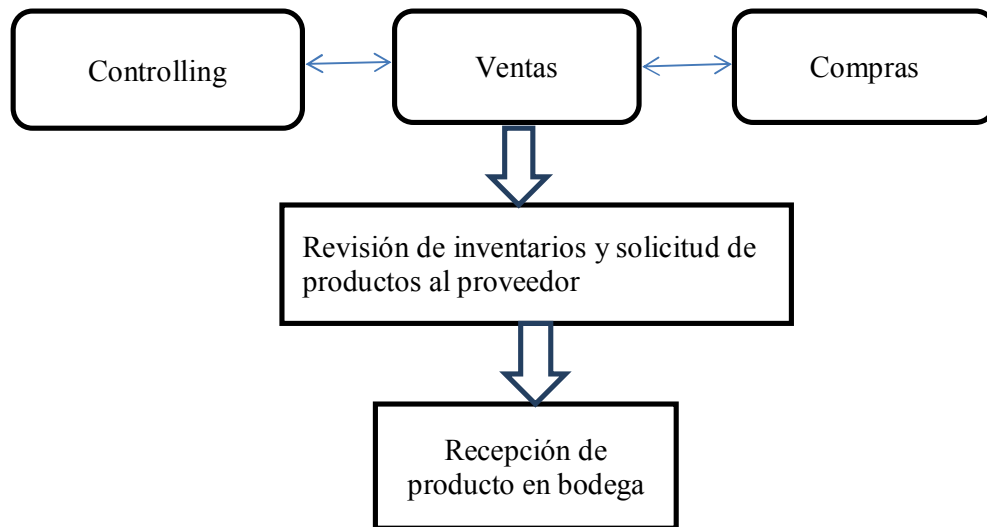 Controlling
Ventas
Compras
Revisión de inventarios y solicitud de
productos al proveedor
Recepción de
producto en bodega